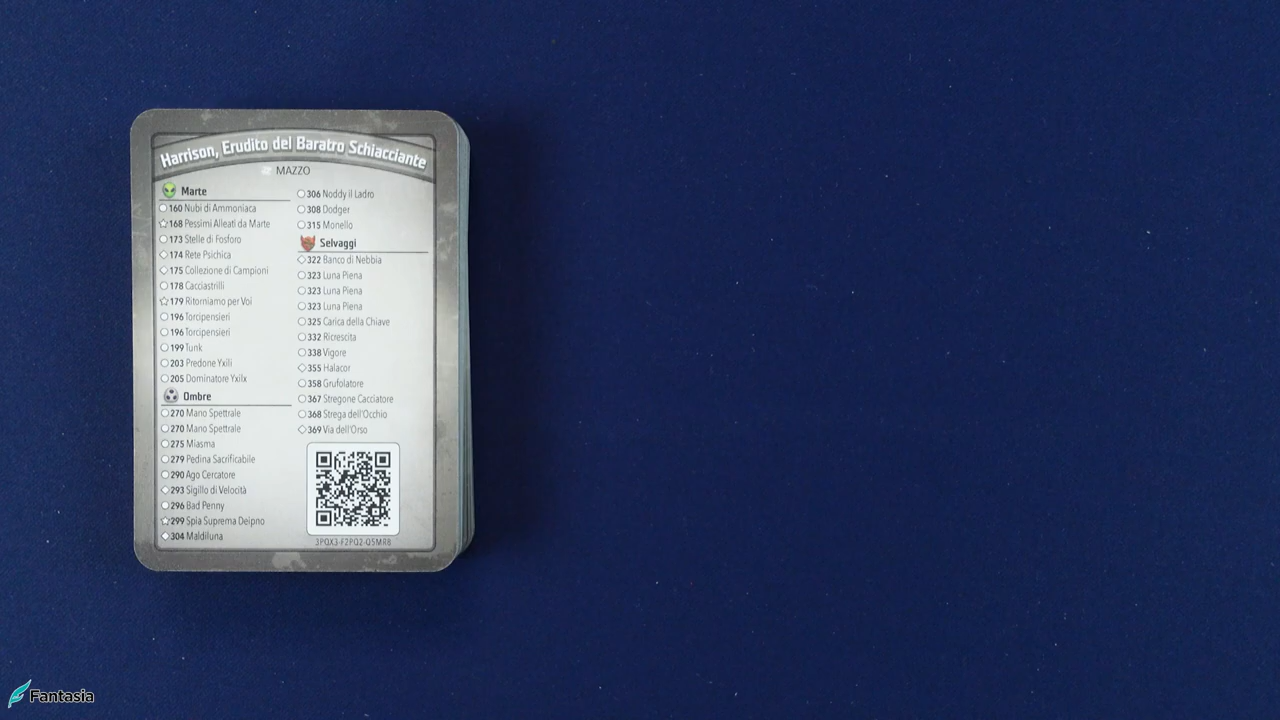 Harrison, Erudito del Baratro Schiacciante
MAZZO
Marte
160 Nubi di Ammoniaca
168 Pessimi Alleati da Marte
173 Stelle di Fosforo
174 Rete Psichica
175 Collezione di Campioni
178 Cacciastrilli
179 Ritorniamo per Voi
196 Torcipensieri
196 Torcipensieri
199 Tunk
203 Predone Yxili
205 Dominatore Yxilx
Ombre
270 Mano Spettrale
270 Mano Spettrale
275 Miasma
279 Pedina Sacrificabile
290 Ago Cercatore
293 Sigillo di Velocità
296 Bad Penny
299 Spia Suprema Deipno
304 Maldiluna
306 Noddy il Ladro
308 Dodger
315 Monello
Selvaggi
322 Banco di Nebbia
323 Luna Piena
323 Luna Piena
323 Luna Piena
325 Carica della Chiave
332 Ricrescita
338 Vigore
355 Halacor
358 Grufolatore
367 Stregone Cacciatore
368 Strega dell'Occhio
369 Via dell'Orso
3PQX3-F2PQ2-Q5MR8
Fantasia